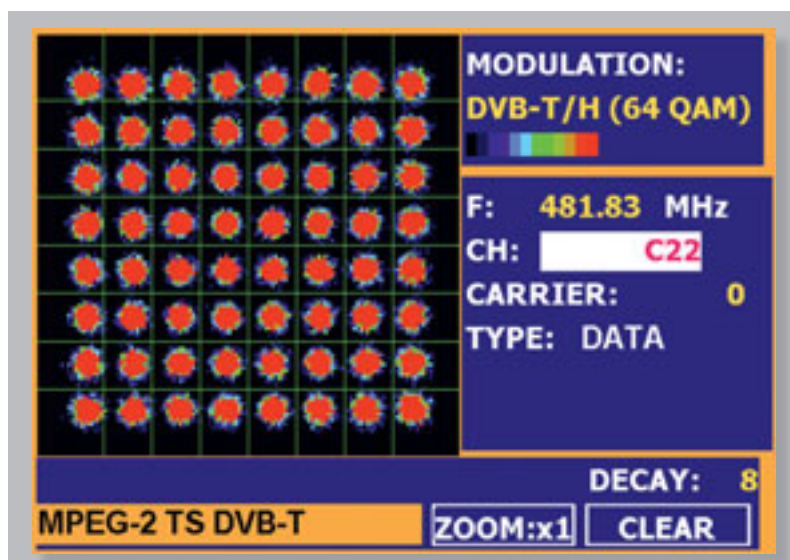 MODULATION:
DVB-T/H (64 QAM)
F: 481.83 MHz
CH: C22
CARRIER: 0
TYPE: DATA
DECAY: 8
MPEG-2 TS DVB-T ZOOM:x1 CLEAR